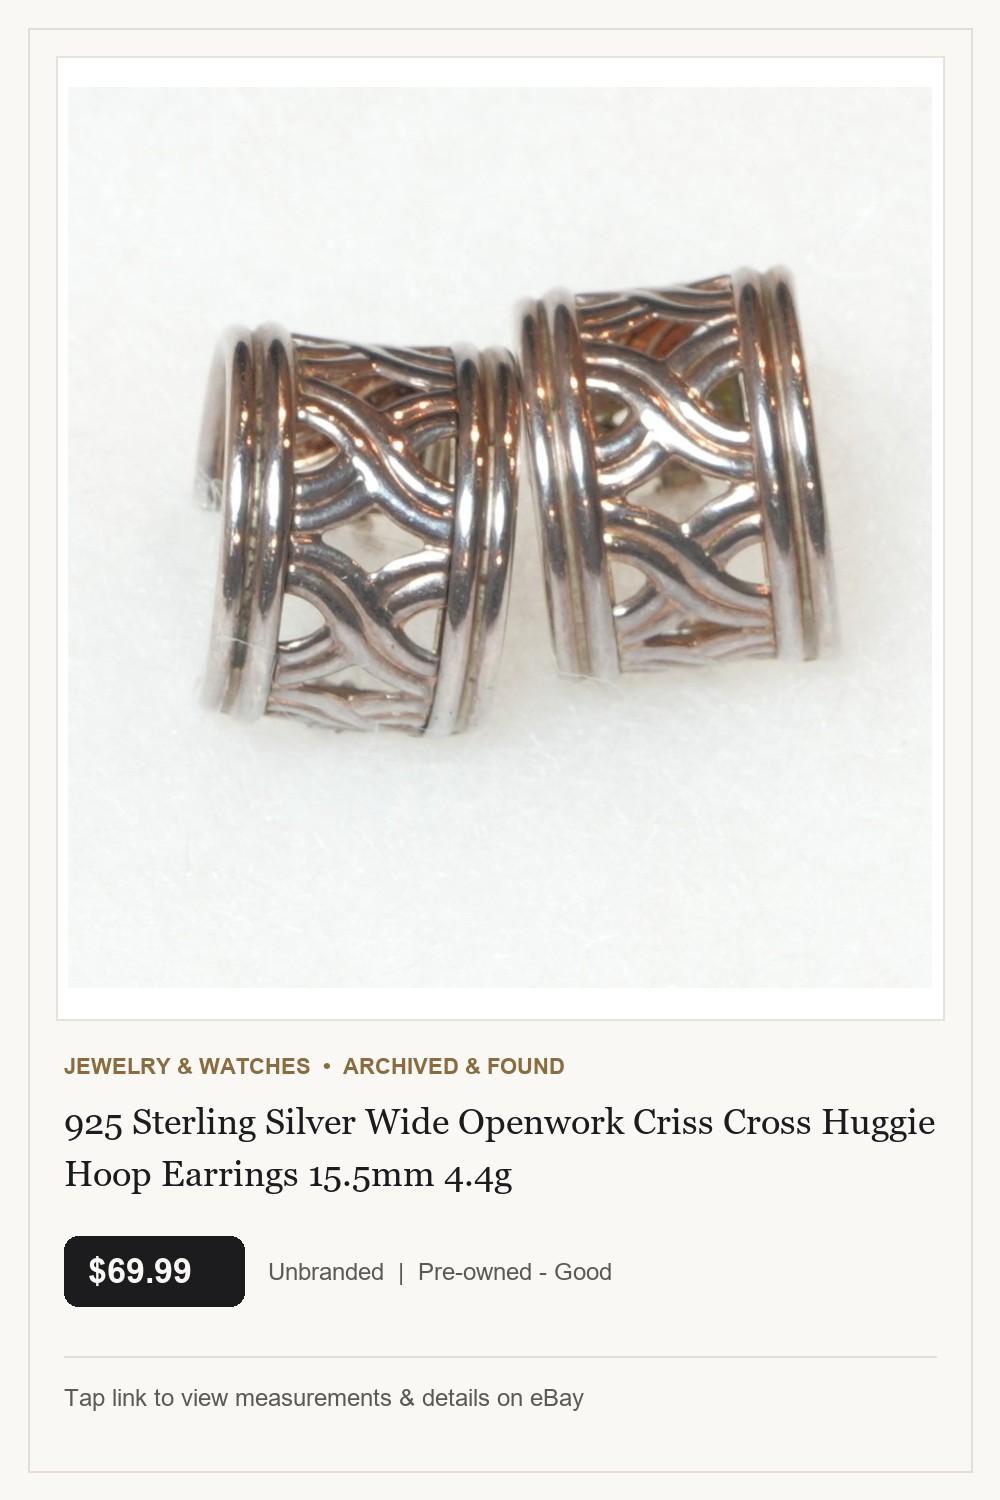 JEWELRY & WATCHES • ARCHIVED & FOUND
925 Sterling Silver Wide Openwork Criss Cross Huggie
Hoop Earrings 15.5mm 4.4g
$69.99
Unbranded | Pre-owned - Good
Tap link to view measurements & details on eBay